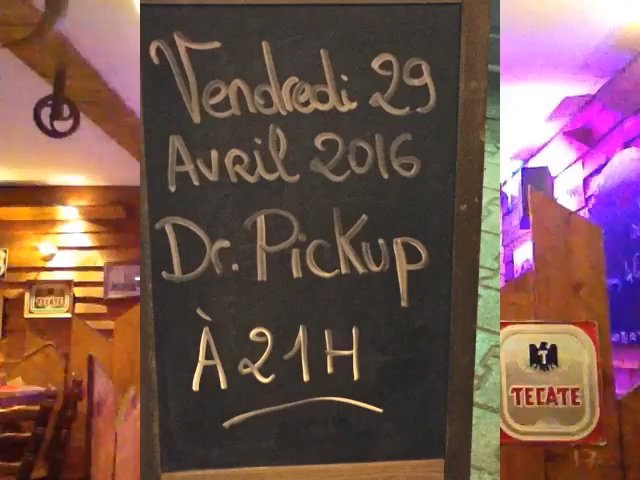 Vendredi 29
Avril 2016
Dr. Pickup
À 21H
TECATE
TECATE